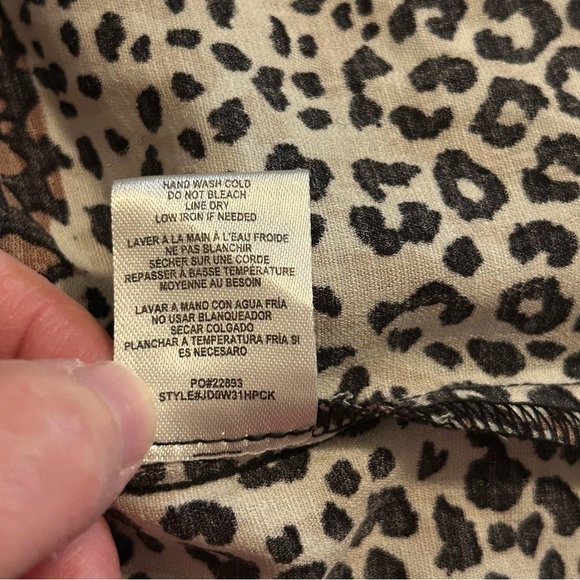 HAND WASH COLD
DO NOT BLEACH
LINE DRY
LOW IRON IF NEEDED
LAVER À LA MAIN À L'EAU FROIDE
NE PAS BLANCHIR
SÉCHER SUR UNE CORDE
REPASSER À BASSE TEMPÉRATURE
MOYENNE AU BESOIN
LAVAR A MANO CON AGUA FRÍA
NO USAR BLANQUEADOR
SECAR COLGADO
PLANCHAR A TEMPERATURA FRÍA SI
ES NECESARO
PO#22893
STYLE#JD0W31HPCK